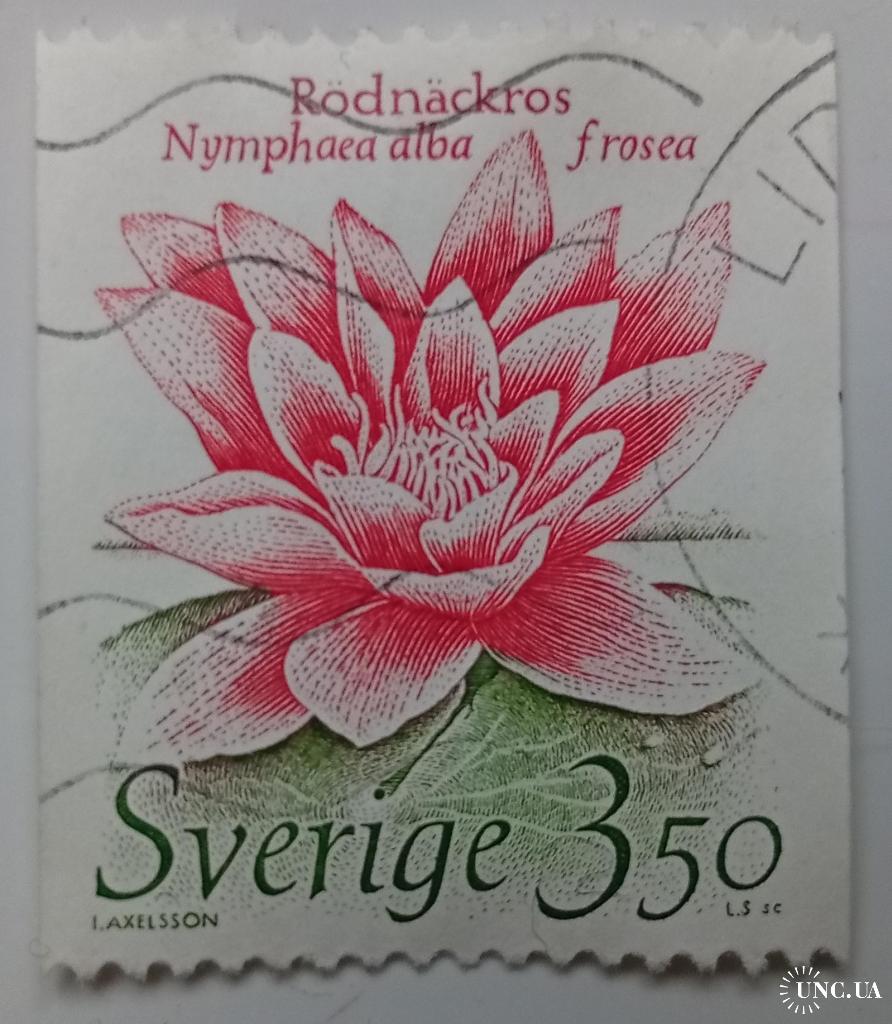 Rödnäckros
Nymphaea alba f rosea
Sverige 350
I.AXELSSON
L.S sc
UNC.UA